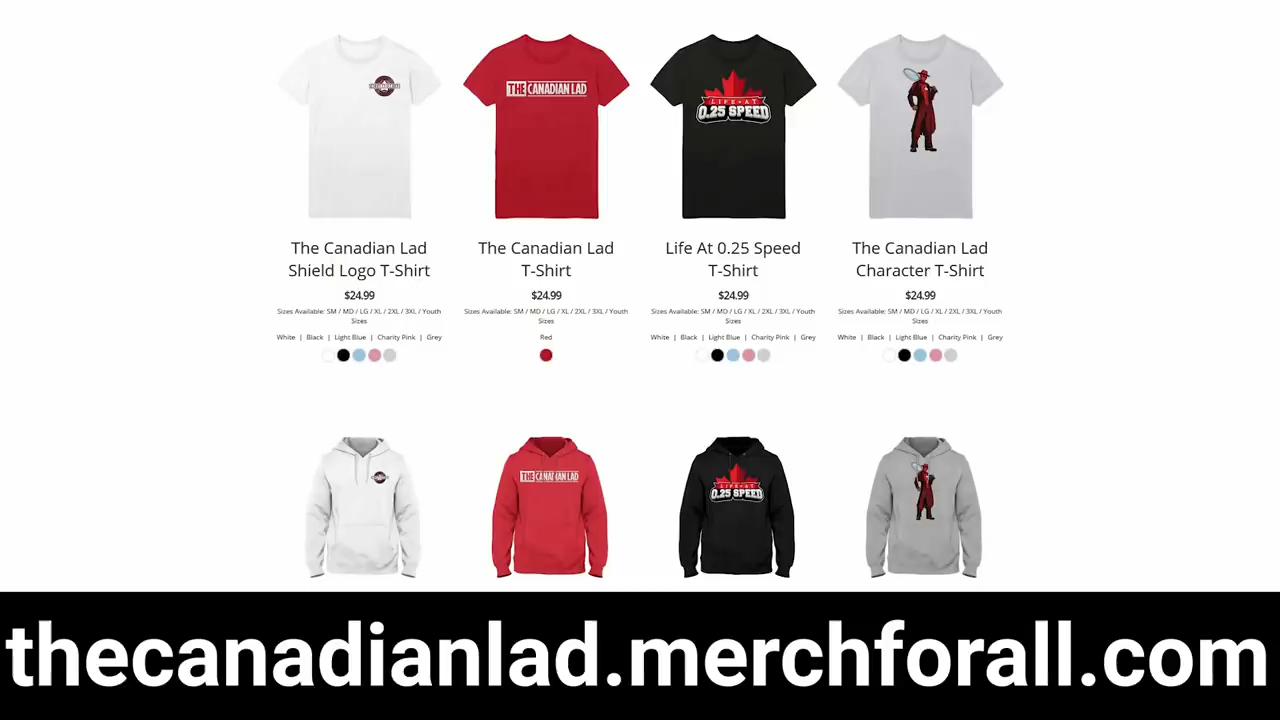 THE CANADIAN LAD
LIFE • AT
0.25 SPEED
The Canadian Lad
Shield Logo T-Shirt
$24.99
Sizes Available: SM / MD / LG / XL / 2XL / 3XL / Youth
Sizes
White | Black | Light Blue | Charity Pink | Grey
The Canadian Lad
T-Shirt
$24.99
Sizes Available: SM / MD / LG / XL / 2XL / 3XL / Youth
Sizes
Red
Life At 0.25 Speed
T-Shirt
$24.99
Sizes Available: SM / MD / LG / XL / 2XL / 3XL / Youth
Sizes
White | Black | Light Blue | Charity Pink | Grey
The Canadian Lad
Character T-Shirt
$24.99
Sizes Available: SM / MD / LG / XL / 2XL / 3XL / Youth
Sizes
White | Black | Light Blue | Charity Pink | Grey
THE CANADIAN LAD
LIFE • AT
0.25 SPEED
thecanadianlad.merchforall.com